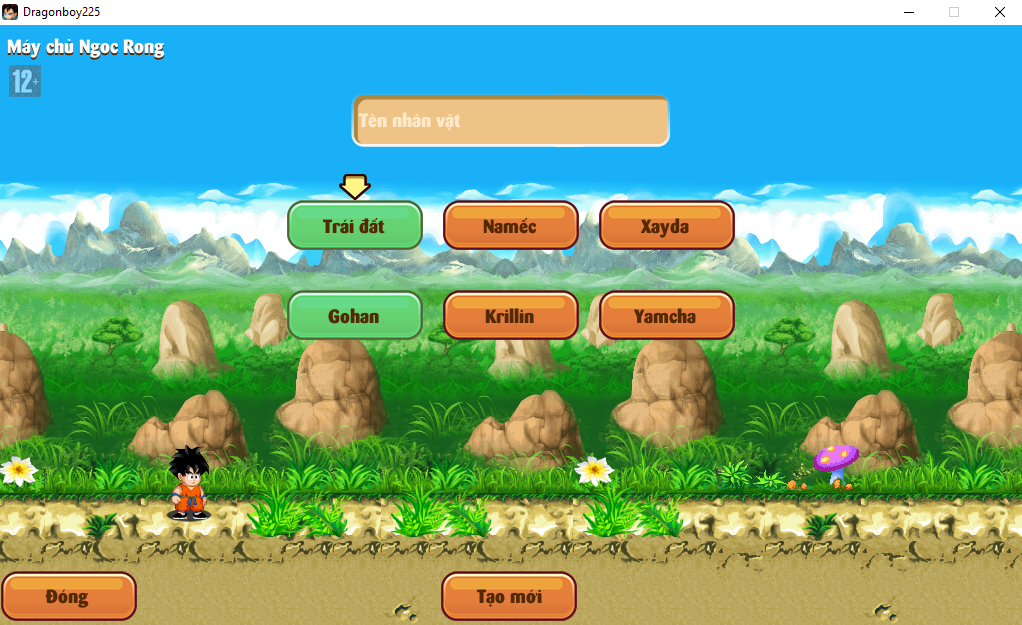 Dragonboy225
Máy chủ Ngoc Rong
12+
Tên nhân vật
Trái đất
Namếc
Xayda
Gohan
Krillin
Yamcha
Đóng
Tạo mới